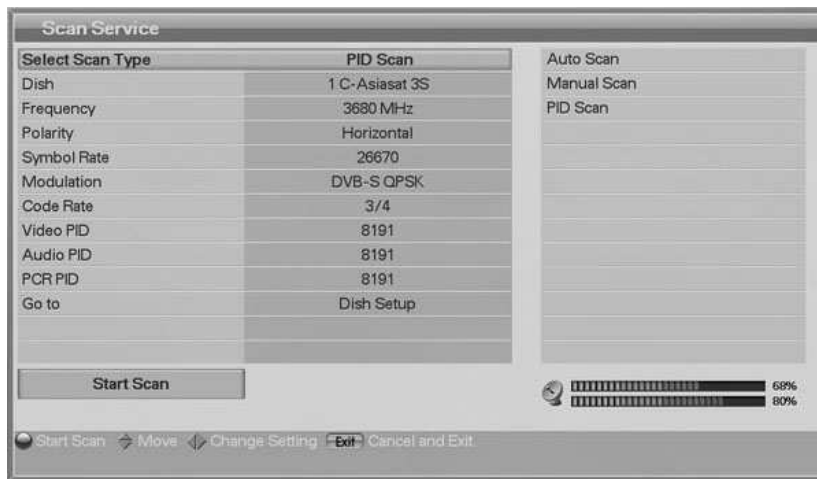 Scan Service
Select Scan Type PID Scan
Dish 1 C-Asiasat 3S
Frequency 3680 MHz
Polarity Horizontal
Symbol Rate 26670
Modulation DVB-S QPSK
Code Rate 3/4
Video PID 8191
Audio PID 8191
PCR PID 8191
Go to Dish Setup
Start Scan
Auto Scan
Manual Scan
PID Scan
68%
80%
Start Scan Move Change Setting Exit Cancel and Exit.